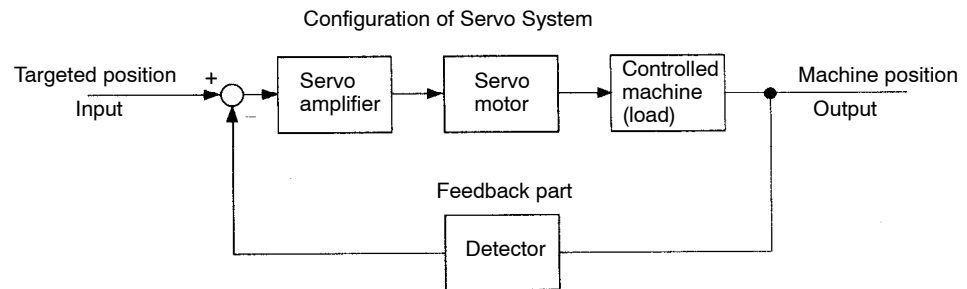 Configuration of Servo System
Targeted position
Input
+
–
Servo
amplifier
Servo
motor
Controlled
machine
(load)
Machine position
Output
Feedback part
Detector